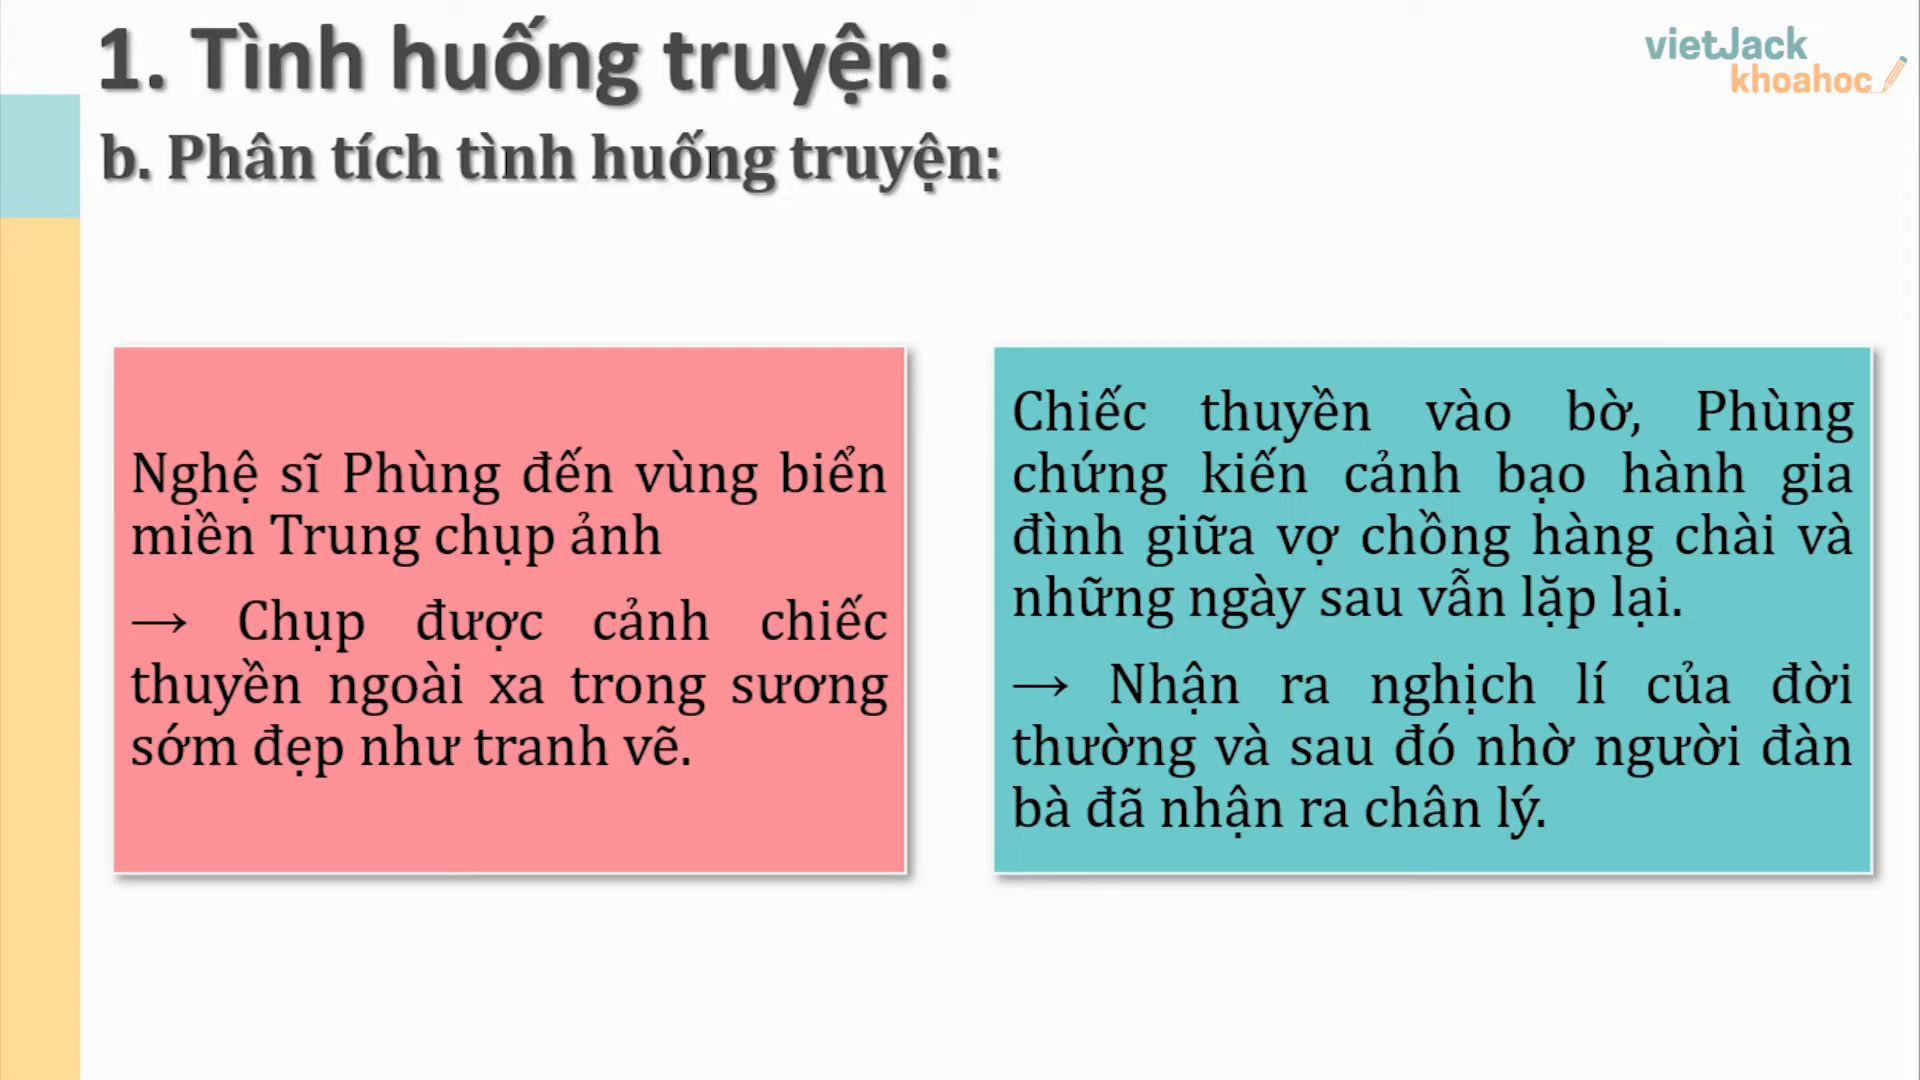 1. Tình huống truyện:
vietJack
khoahoc
b. Phân tích tình huống truyện:
Nghệ sĩ Phùng đến vùng biển
miền Trung chụp ảnh
→ Chụp được cảnh chiếc
thuyền ngoài xa trong sương
sớm đẹp như tranh vẽ.
Chiếc thuyền vào bờ, Phùng
chứng kiến cảnh bạo hành gia
đình giữa vợ chồng hàng chài và
những ngày sau vẫn lặp lại.
→ Nhận ra nghịch lí của đời
thường và sau đó nhờ người đàn
bà đã nhận ra chân lý.